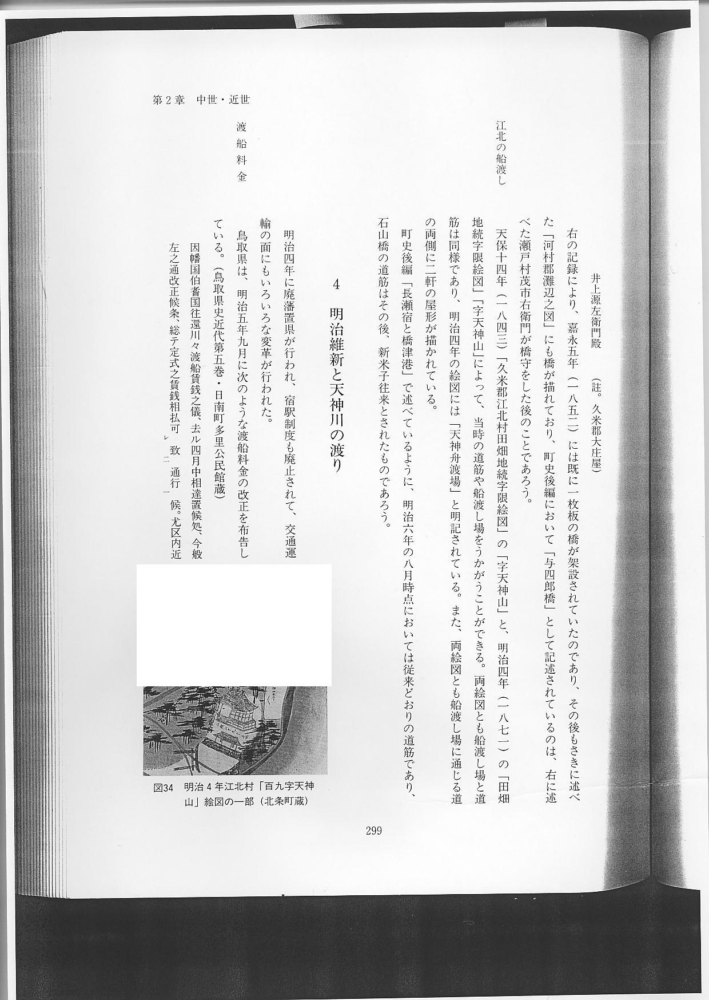 第2章　中世・近世
井上源左衛門殿　　（註。久米郡大庄屋）
右の記録により、嘉永五年（一八五二）には既に一枚板の橋が架設されていたのであり、その後もさきに述べ
た「河村郡灘辺之図」にも橋が描れており、町史後編において「与四郎橋」として記述されているのは、右に述
べた瀬戸村茂市右衛門が橋守をした後のことであろう。
江北の船渡し
天保十四年（一八四三）「久米郡江北村田畑地続字限絵図」の「字天神山」と、明治四年（一八七一）の「田畑
地続字限絵図」「字天神山」によって、当時の道筋や船渡し場をうかがうことができる。両絵図とも船渡し場と道
筋は同様であり、明治四年の絵図には「天神舟渡場」と明記されている。また、両絵図とも船渡し場に通じる道
の両側に二軒の屋形が描かれている。
町史後編「長瀬宿と橋津港」で述べているように、明治六年の八月時点においては従来どおりの道筋であり、
石山橋の道筋はその後、新米子往来とされたものであろう。
4　明治維新と天神川の渡り
明治四年に廃藩置県が行われ、宿駅制度も廃止されて、交通運
輸の面にもいろいろな変革が行われた。
渡船料金
鳥取県は、明治五年九月に次のような渡船料金の改正を布告し
ている。（鳥取県史近代第五巻・日南町多里公民館蔵）
因幡国伯耆国往還川々渡船賃銭之儀、去ル四月中相達置候処、今般
左之通改正候条、総テ定式之賃銭相払可レ致二通行一候。尤区内近
図34　明治4年江北村「百九字天神
山」絵図の一部（北条町蔵）
299